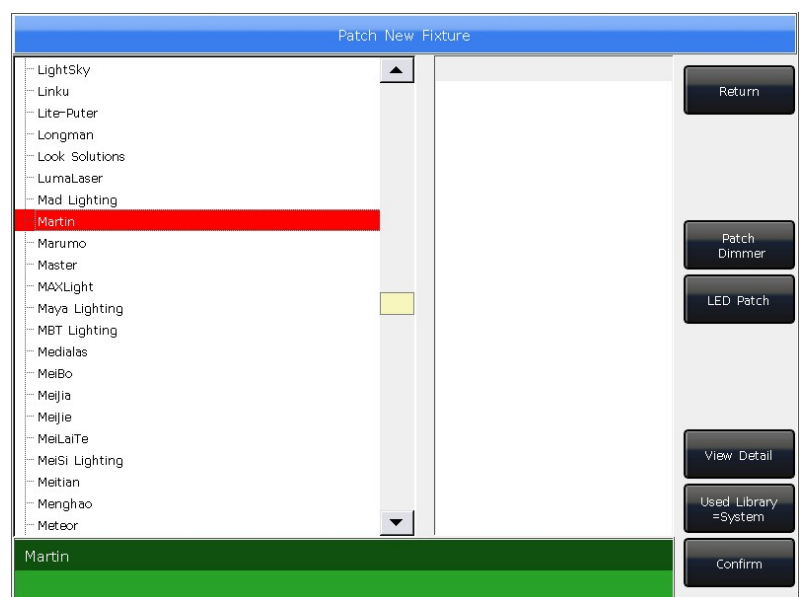 Patch New Fixture
LightSky
Linku
Lite-Puter
Longman
Look Solutions
LumaLaser
Mad Lighting
Martin
Marumo
Master
MAXLight
Maya Lighting
MBT Lighting
Medialas
MeiBo
MeiJia
MeiJie
MeiLaiTe
MeiSi Lighting
Meitian
Menghao
Meteor
Return
Patch
Dimmer
LED Patch
View Detail
Used Library
=System
Confirm
Martin